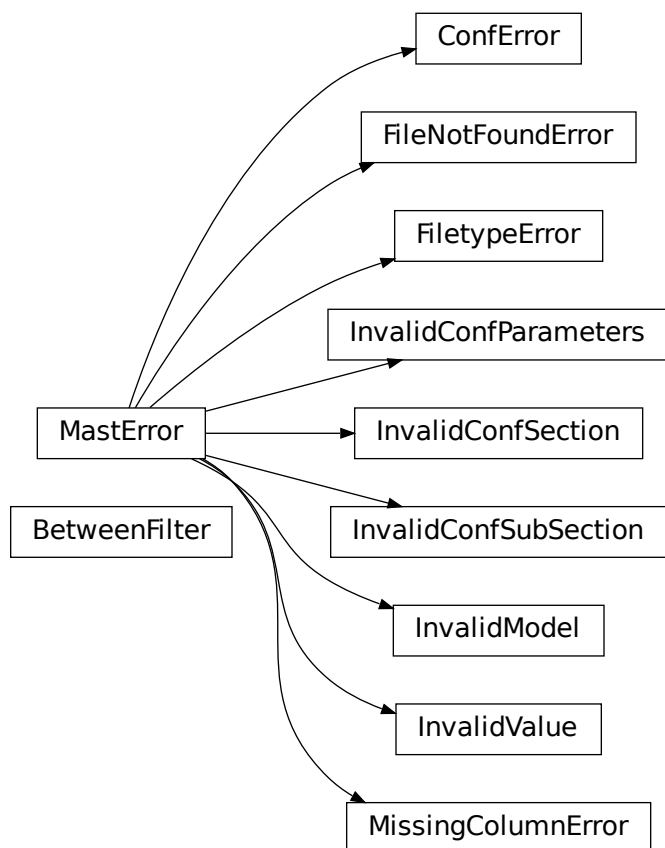 ConfError
FileNotFoundError
FiletypeError
InvalidConfParameters
MastError
InvalidConfSection
BetweenFilter
InvalidConfSubSection
InvalidModel
InvalidValue
MissingColumnError